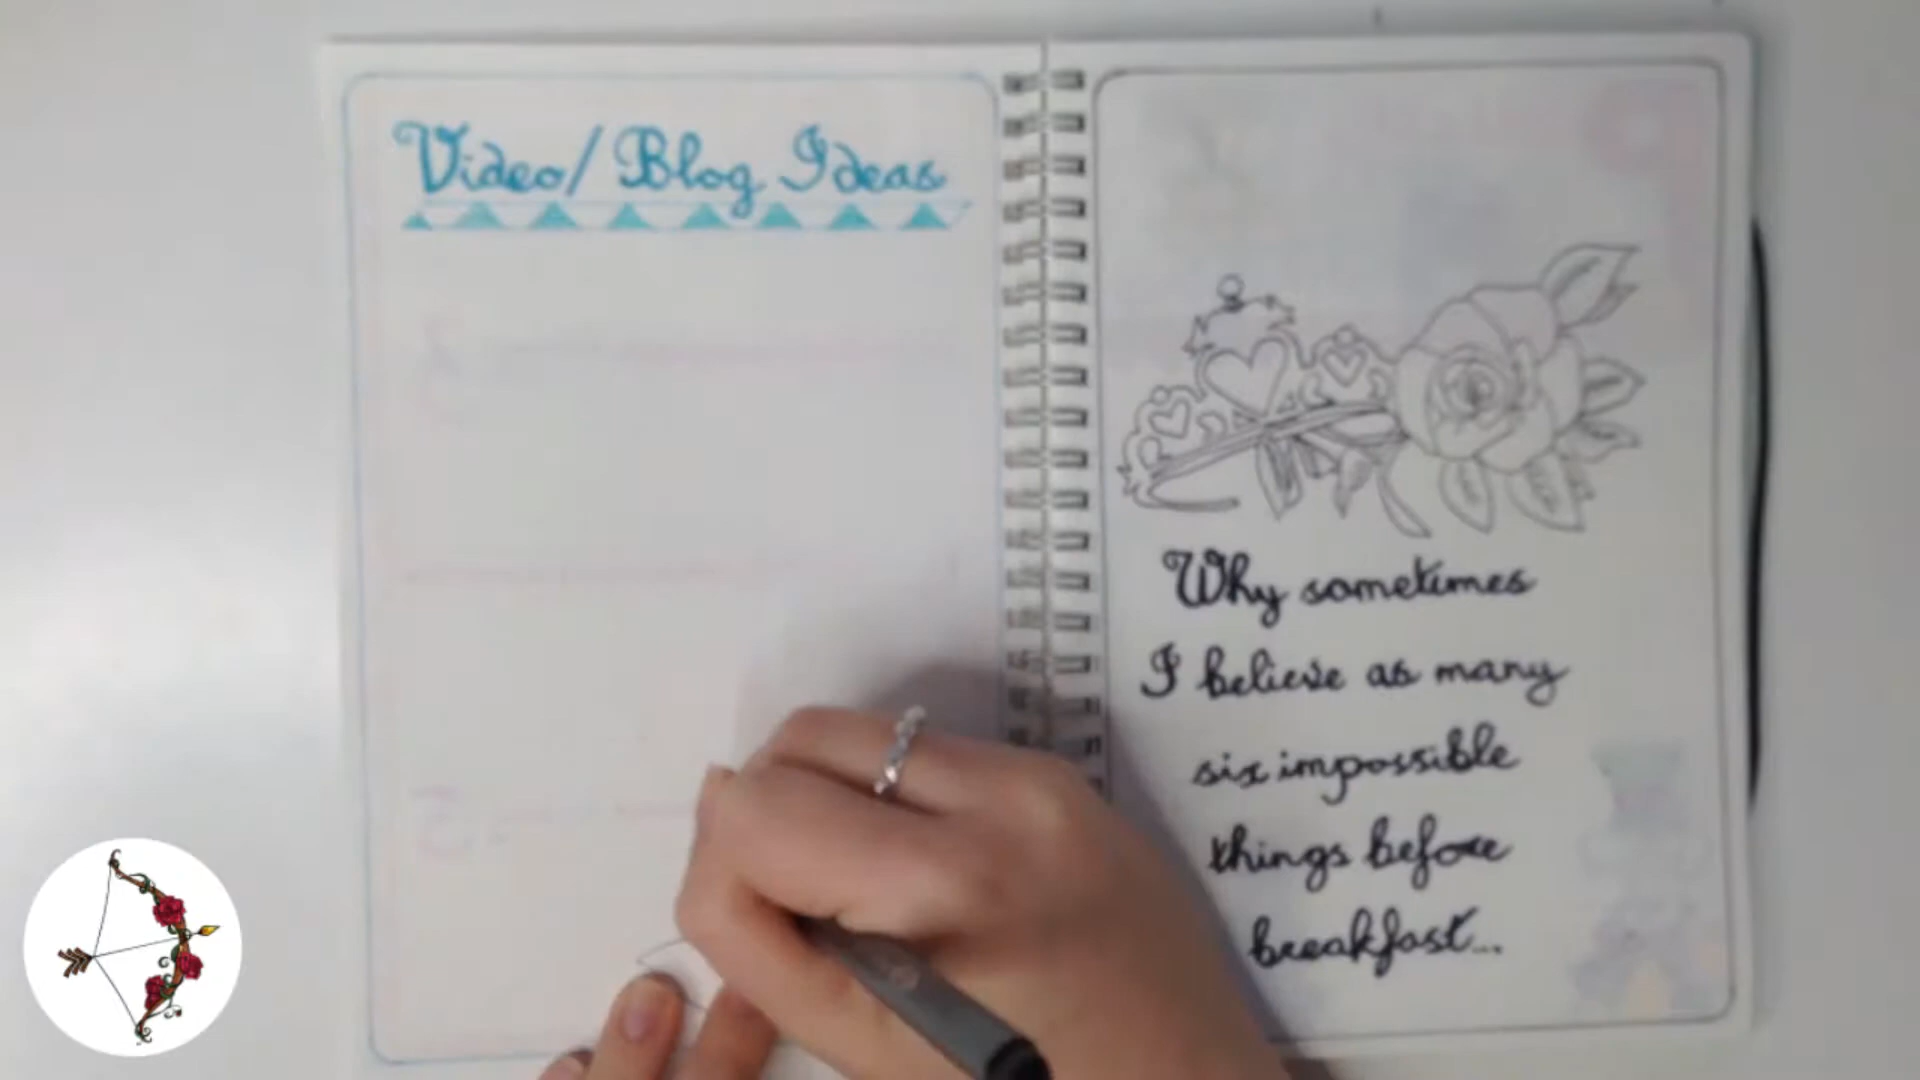 Video/Blog Ideas
Why sometimes
I believe as many
six impossible
things before
breakfast...